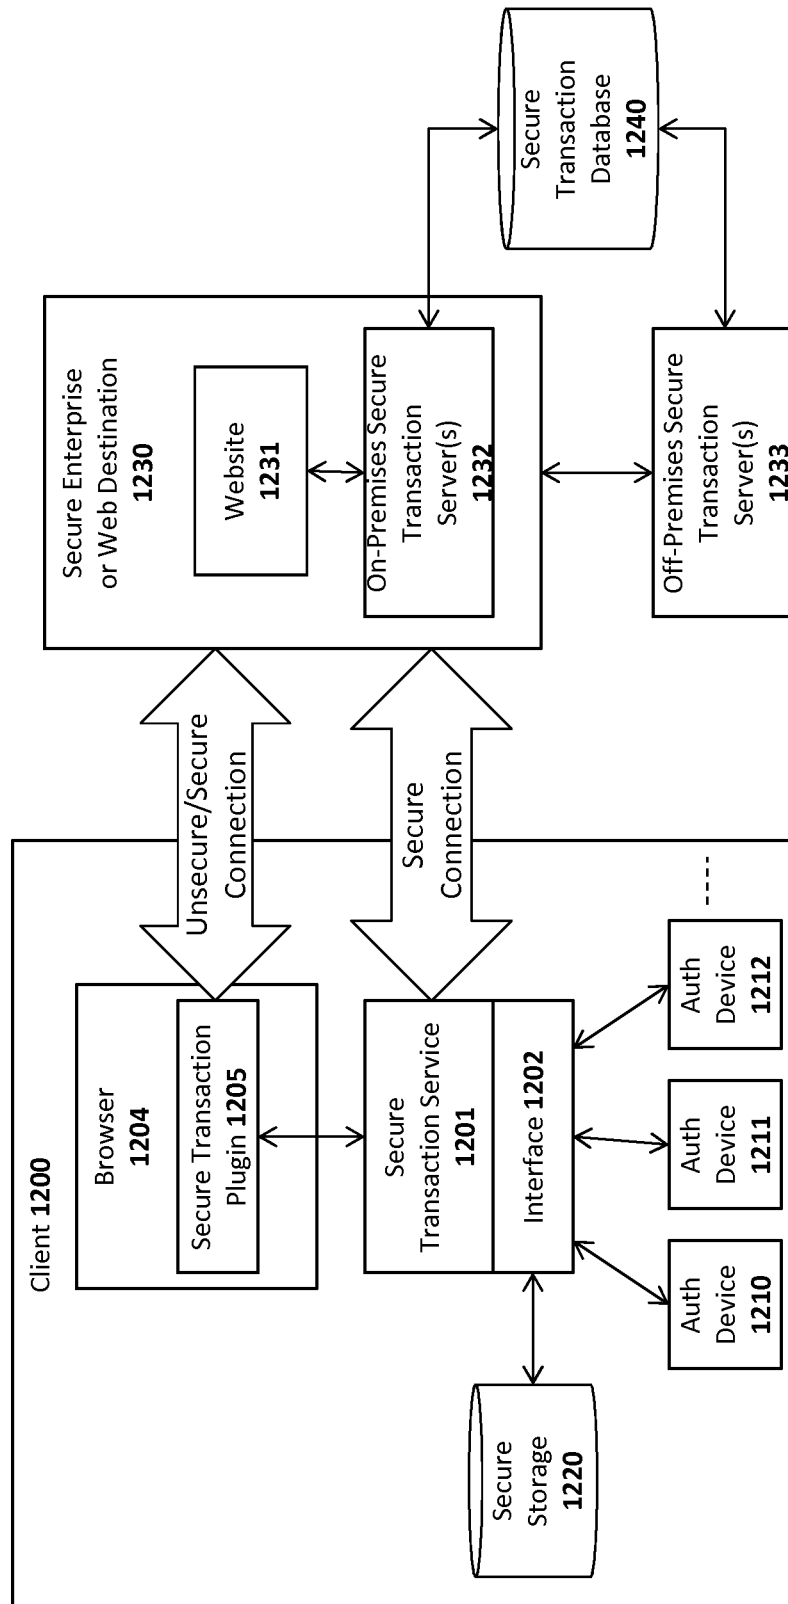 Client 1200
Browser
1204
Secure Transaction
Plugin 1205
Secure
Transaction Service
1201
Interface 1202
Secure
Storage
1220
Auth
Device
1210
Auth
Device
1211
Auth
Device
1212
Unsecure/Secure
Connection
Secure
Connection
Secure Enterprise
or Web Destination
1230
Website
1231
On-Premises Secure
Transaction
Server(s)
1232
Off-Premises Secure
Transaction
Server(s)
1233
Secure
Transaction
Database
1240